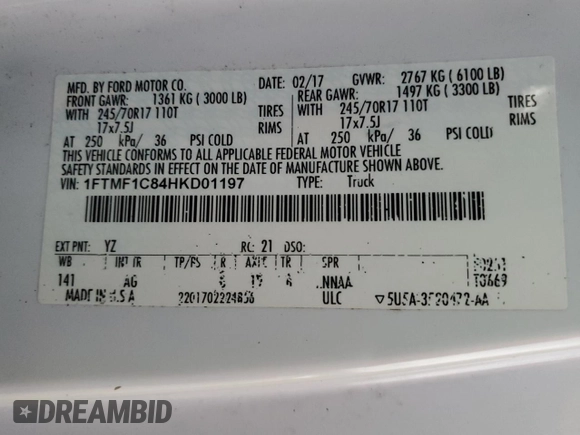 MFD. BY FORD MOTOR CO. DATE: 02/17 GVWR: 2767 KG ( 6100 LB)
FRONT GAWR: 1361 KG ( 3000 LB) REAR GAWR: 1497 KG ( 3300 LB)
WITH 245/70R17 110T TIRES WITH 245/70R17 110T TIRES
17x7.5J RIMS 17x7.5J RIMS
AT 250 kPa/ 36 PSI COLD AT 250 kPa/ 36 PSI COLD
THIS VEHICLE CONFORMS TO ALL APPLICABLE FEDERAL MOTOR VEHICLE
SAFETY STANDARDS IN EFFECT ON THE DATE OF MANUFACTURE SHOWN ABOVE.
VIN: 1FTMF1C84HKD01197 TYPE: Truck
EXT PNT: YZ RC: 21 DSO:
WB INT TR TP/PS R AXLE TR SPR
141 AG NNAA
MADE IN U.S.A ULC
DREAMBID